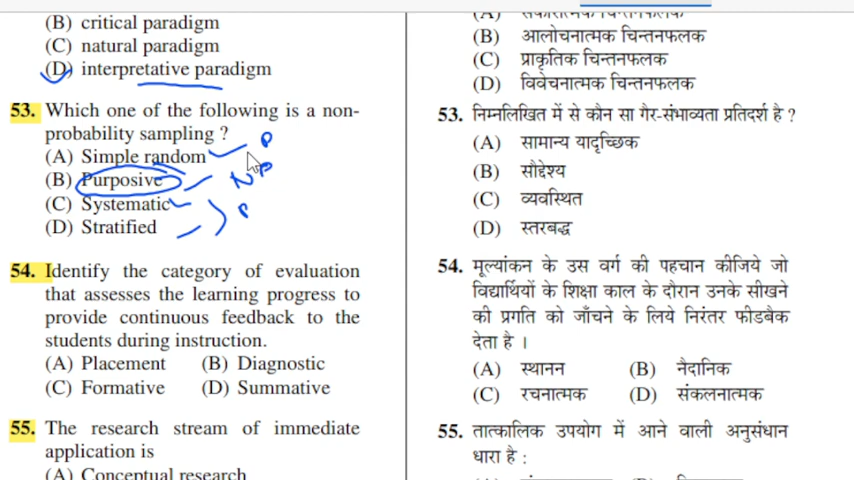 (B) critical paradigm
(C) natural paradigm
(D) interpretative paradigm
53. Which one of the following is a non-
probability sampling ?
(A) Simple random
(B) Purposive
(C) Systematic
(D) Stratified
P
NP
P
54. Identify the category of evaluation
that assesses the learning progress to
provide continuous feedback to the
students during instruction.
(A) Placement (B) Diagnostic
(C) Formative (D) Summative
55. The research stream of immediate
application is
(A) Conceptual research
(A) सकारात्मक चिन्तनफलक
(B) आलोचनात्मक चिन्तनफलक
(C) प्राकृतिक चिन्तनफलक
(D) विवेचनात्मक चिन्तनफलक
53. निम्नलिखित में से कौन सा गैर-संभाव्यता प्रतिदर्श है ?
(A) सामान्य यादृच्छिक
(B) सौद्देश्य
(C) व्यवस्थित
(D) स्तरबद्ध
54. मूल्यांकन के उस वर्ग की पहचान कीजिये जो
विद्यार्थियों के शिक्षा काल के दौरान उनके सीखने
की प्रगति को जाँचने के लिये निरंतर फीडबैक
देता है ।
(A) स्थानन (B) नैदानिक
(C) रचनात्मक (D) संकलनात्मक
55. तात्कालिक उपयोग में आने वाली अनुसंधान
धारा है :